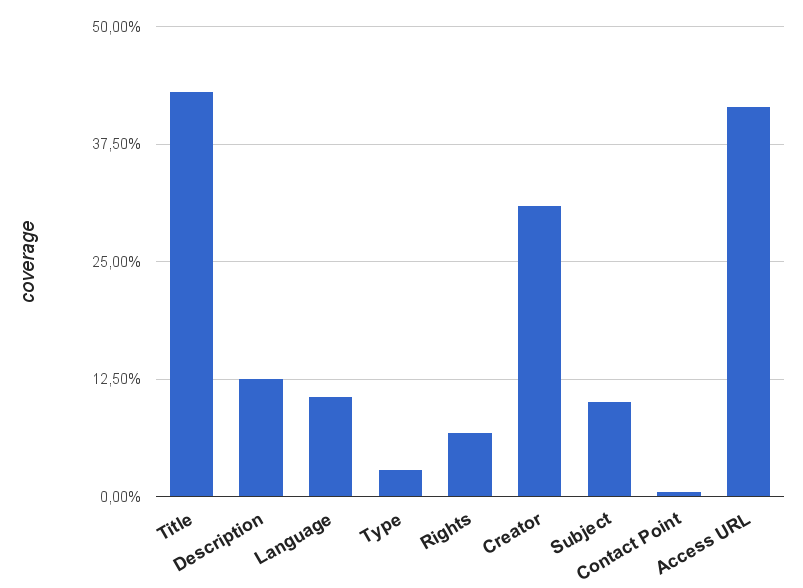 50,00%
37,50%
25,00%
12,50%
0,00%
coverage
Title
Description
Language
Type
Rights
Creator
Subject
Contact Point
Access URL